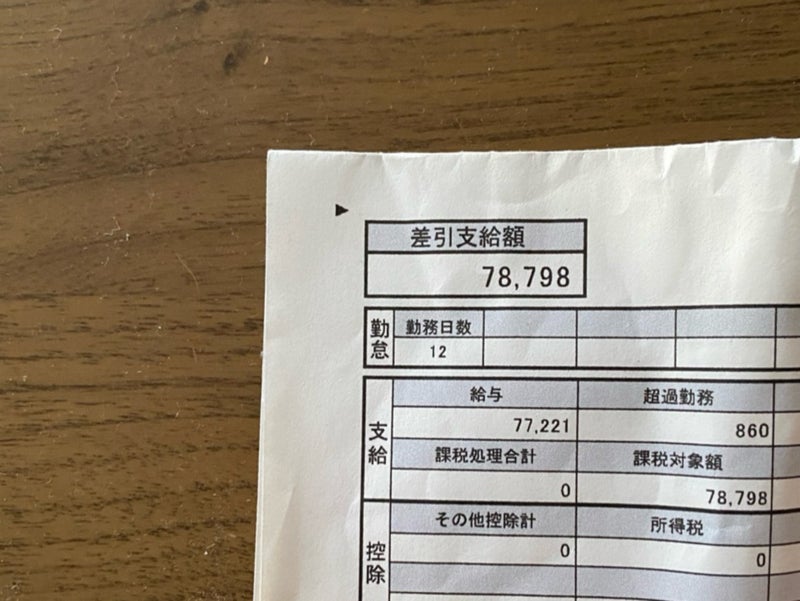 差引支給額
78,798
勤怠
勤務日数
12
支給
給与 超過勤務
77,221 860
課税処理合計 課税対象額
0 78,798
控除
その他控除計 所得税
0 0